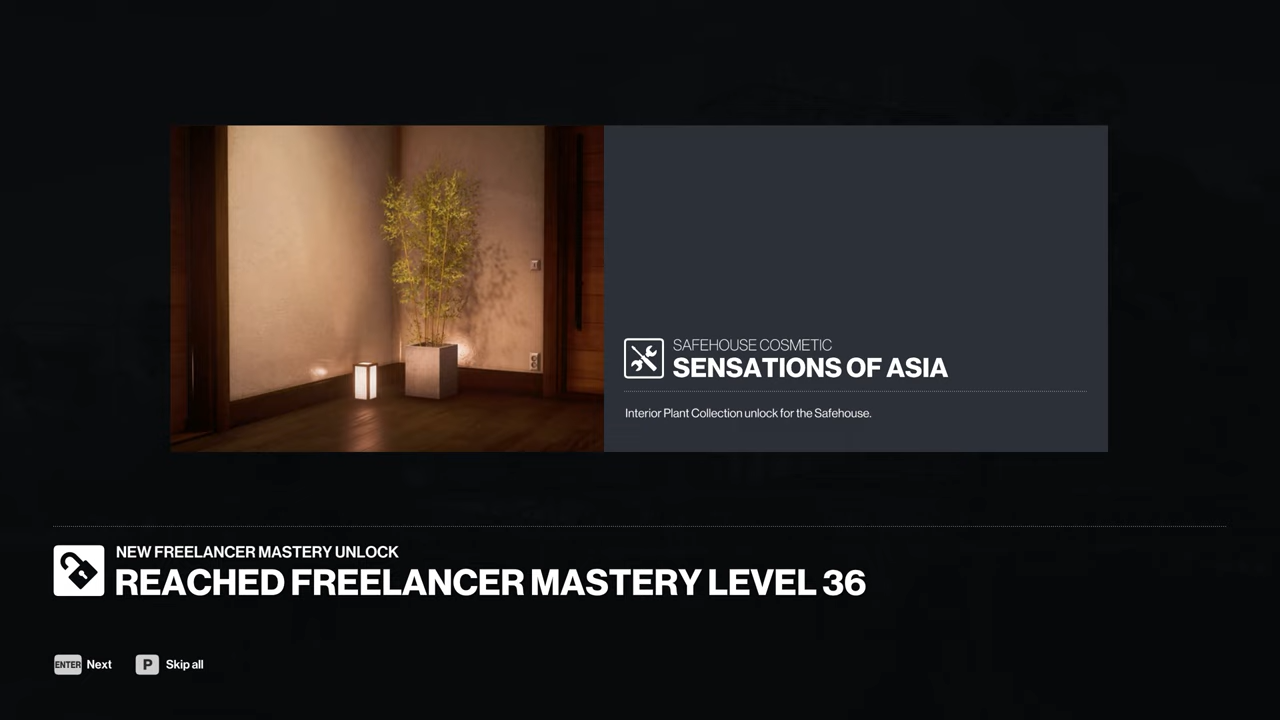 SAFEHOUSE COSMETIC
SENSATIONS OF ASIA
Interior Plant Collection unlock for the Safehouse.
NEW FREELANCER MASTERY UNLOCK
REACHED FREELANCER MASTERY LEVEL 36
ENTER Next P Skip all